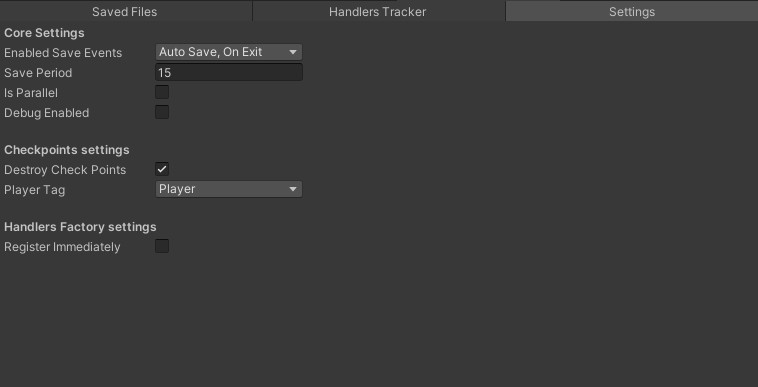 Saved Files Handlers Tracker Settings
Core Settings
Enabled Save Events Auto Save, On Exit
Save Period 15
Is Parallel
Debug Enabled
Checkpoints settings
Destroy Check Points
Player Tag Player
Handlers Factory settings
Register Immediately